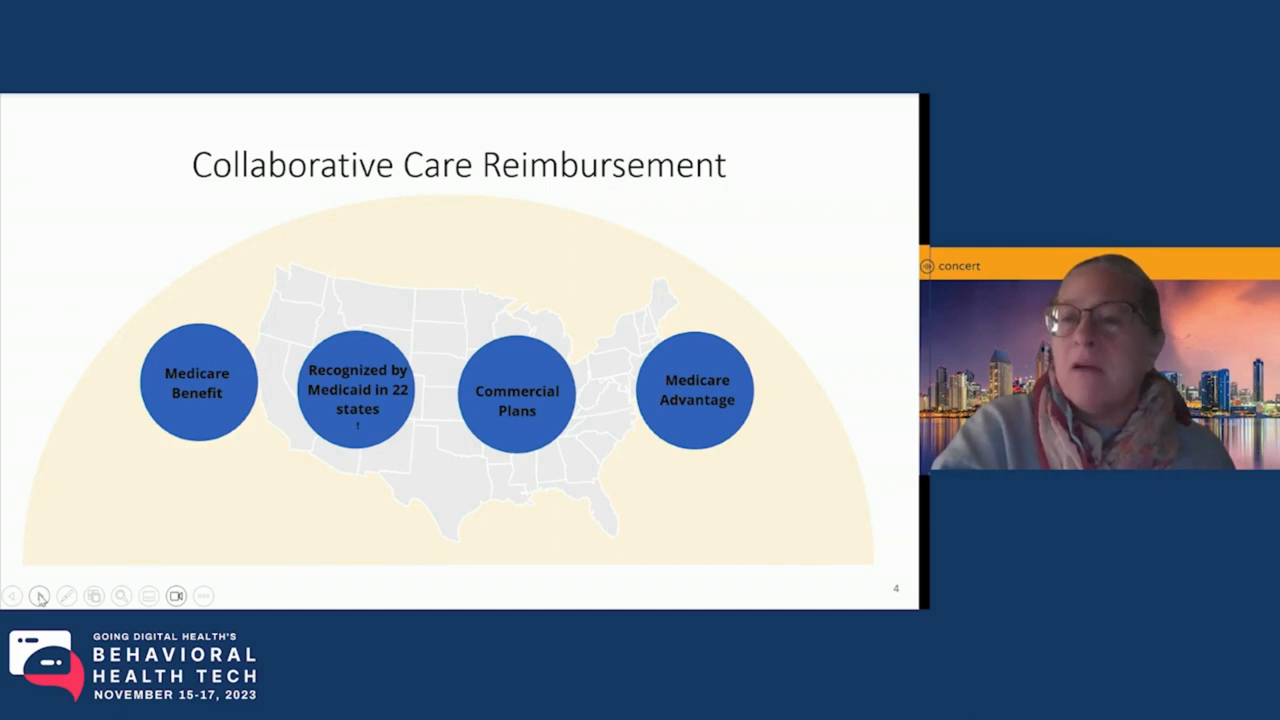 Collaborative Care Reimbursement
Medicare
Benefit
Recognized by
Medicaid in 22
states
!
Commercial
Plans
Medicare
Advantage
4
concert
GOING DIGITAL HEALTH'S
BEHAVIORAL
HEALTH TECH
NOVEMBER 15-17, 2023